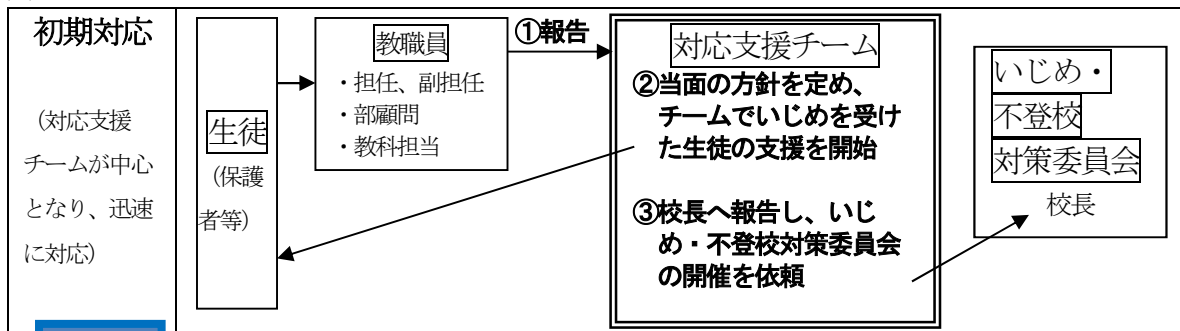 初期対応
(対応支援
チームが中心
となり、迅速
に対応)
生徒
(保護
者等)
教職員
・担任、副担任
・部顧問
・教科担当
①報告
対応支援チーム
②当面の方針を定め、
チームでいじめを受け
た生徒の支援を開始
③校長へ報告し、いじ
め・不登校対策委員会
の開催を依頼
いじめ・
不登校
対策委員会
校長